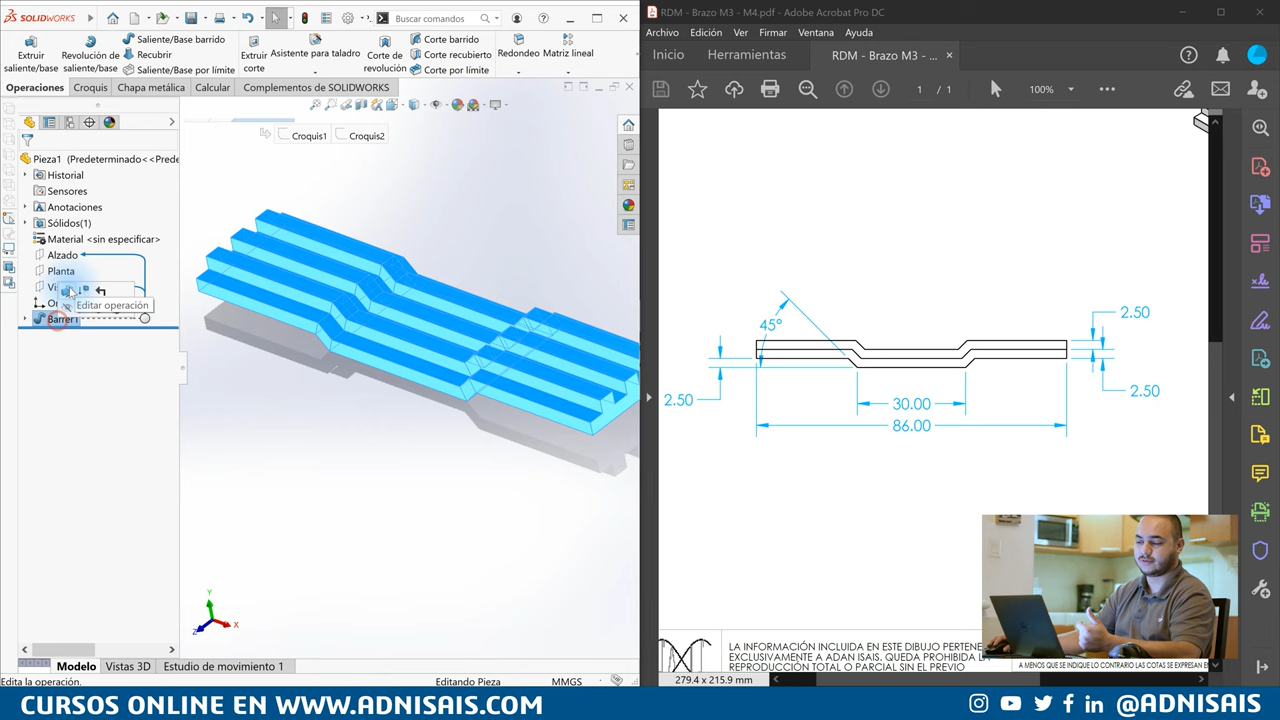 SOLIDWORKS
Buscar comandos
RDM - Brazo M3 - M4.pdf - Adobe Acrobat Pro DC
Archivo Edición Ver Firmar Ventana Ayuda
Inicio Herramientas RDM - Brazo M3 - ...
1 / 1 100%
Extruir saliente/base
Revolución de saliente/base
Saliente/Base barrido
Recubrir
Saliente/Base por límite
Extruir corte
Asistente para taladro
Corte de revolución
Corte barrido
Corte recubierto
Corte por límite
Redondeo
Matriz lineal
Operaciones Croquis Chapa metálica Calcular Complementos de SOLIDWORKS
Croquis1 Croquis2
Pieza1 (Predeterminado<<Prede
Historial
Sensores
Anotaciones
Sólidos(1)
Material <sin especificar>
Alzado
Planta
Editar operación
Barrer1
Y
X
Z
Modelo Vistas 3D Estudio de movimiento 1
Edita la operación.
Editando Pieza
MMGS
45°
2.50
2.50
2.50
30.00
86.00
LA INFORMACIÓN INCLUIDA EN ESTE DIBUJO PERTENE
EXCLUSIVAMENTE A ADAN ISAIS. QUEDA PROHIBIDA LA
REPRODUCCIÓN TOTAL O PARCIAL SIN EL PREVIO
A MENOS QUE SE INDIQUE LO CONTRARIO LAS COTAS SE EXPRESAN E
279.4 x 215.9 mm
CURSOS ONLINE EN WWW.ADNISAIS.COM
@ADNISAIS